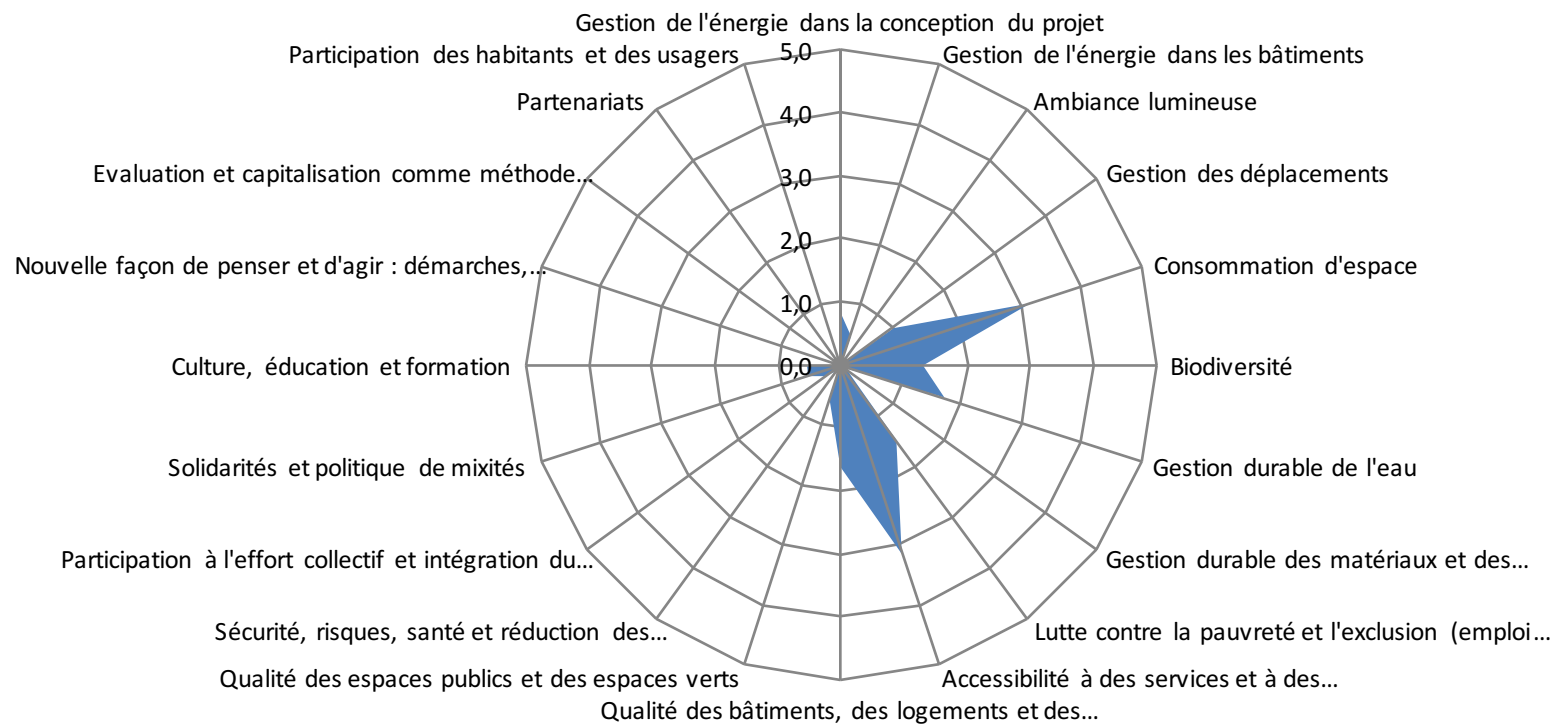 Gestion de l'énergie dans la conception du projet
Participation des habitants et des usagers
5,0
Gestion de l'énergie dans les bâtiments
Partenariats
4,0
Ambiance lumineuse
Evaluation et capitalisation comme méthode...
3,0
Gestion des déplacements
Nouvelle façon de penser et d'agir : démarches,...
2,0
Consommation d'espace
1,0
Culture, éducation et formation
0,0
Biodiversité
Solidarités et politique de mixités
Gestion durable de l'eau
Participation à l'effort collectif et intégration du...
Gestion durable des matériaux et des...
Sécurité, risques, santé et réduction des...
Lutte contre la pauvreté et l'exclusion (emploi...
Qualité des espaces publics et des espaces verts
Accessibilité à des services et à des...
Qualité des bâtiments, des logements et des...